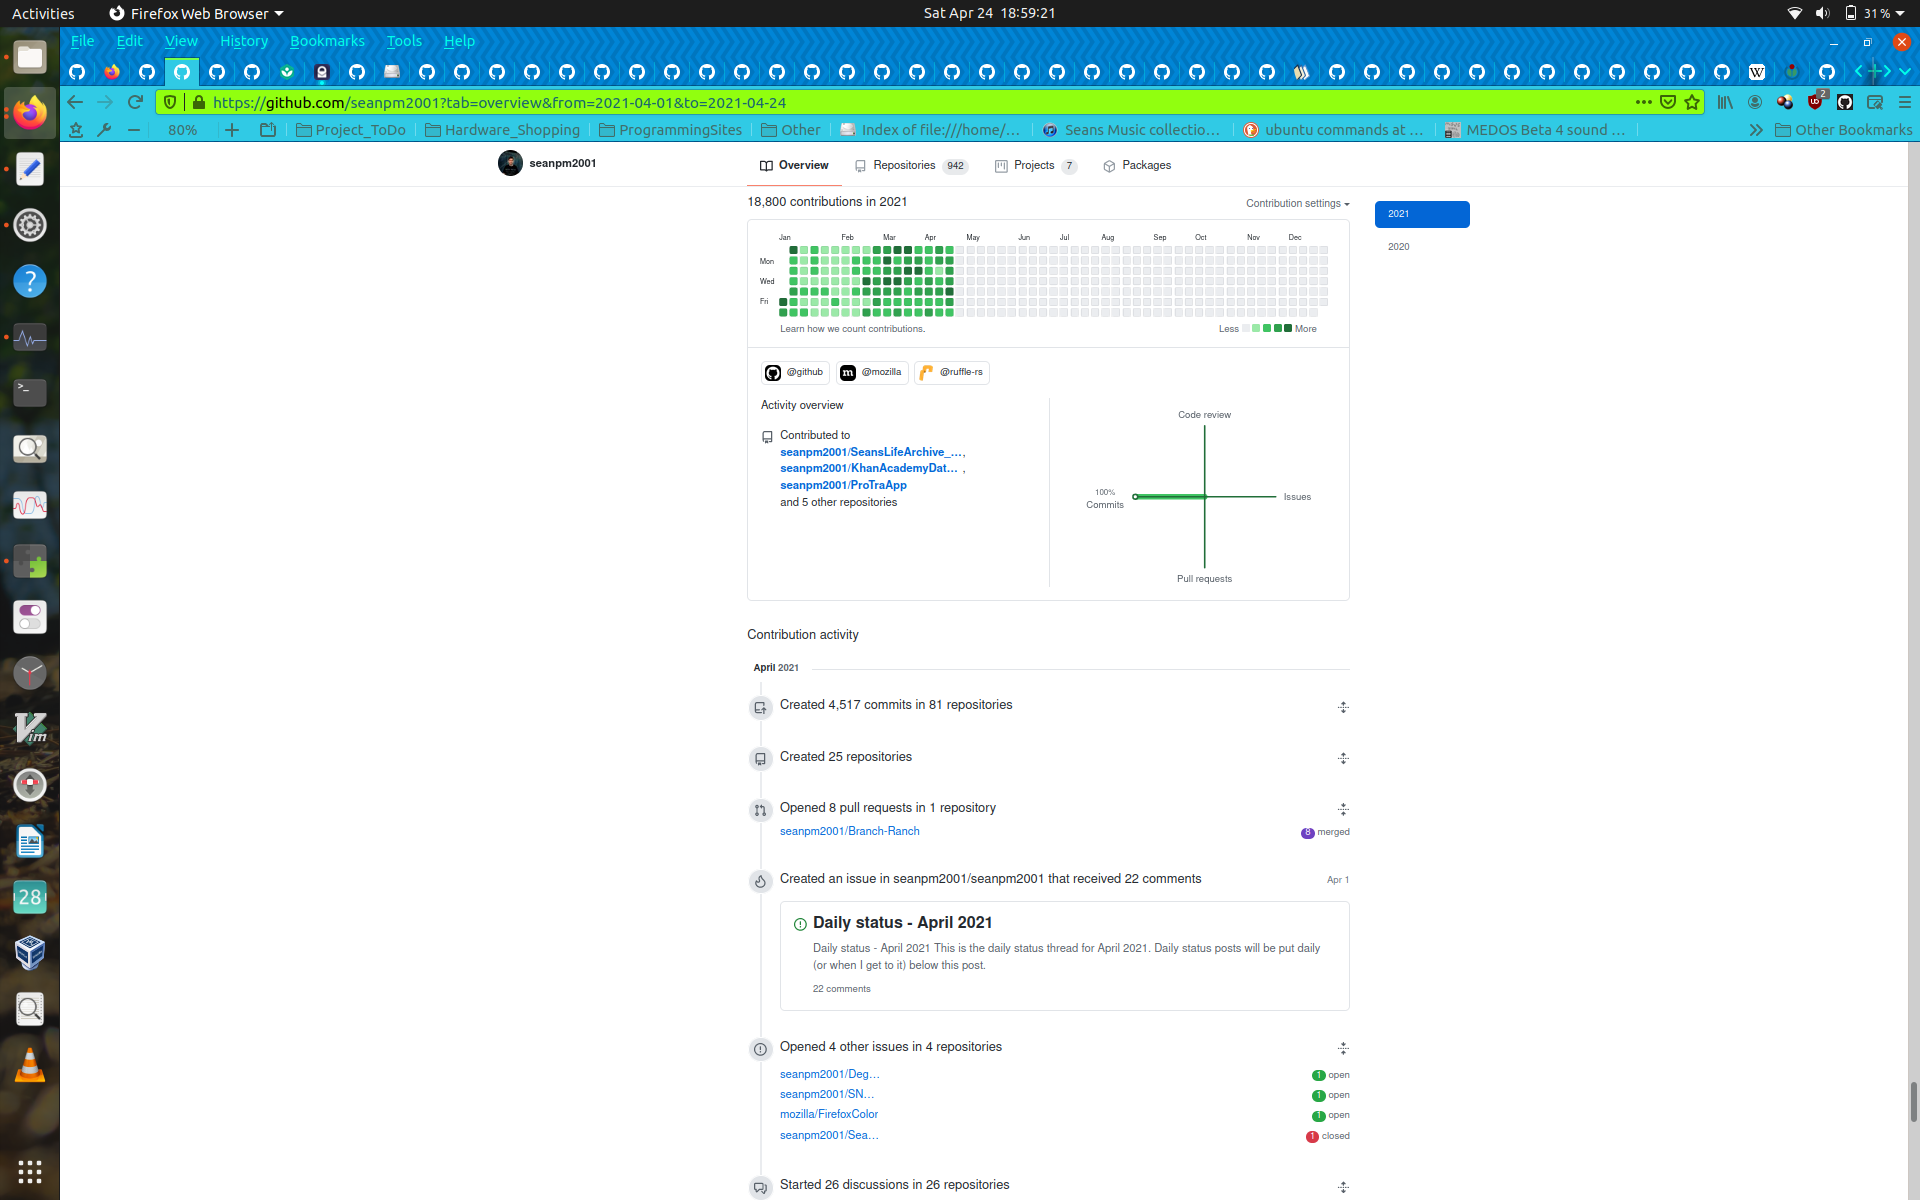 Activities
Firefox Web Browser
Sat Apr 24 18:59:21
31 %
File Edit View History Bookmarks Tools Help
https://github.com/seanpm2001?tab=overview&from=2021-04-01&to=2021-04-24
2
80%
Project_ToDo
Hardware_Shopping
ProgrammingSites
Other
Index of file:///home/...
Seans Music collectio...
ubuntu commands at ...
MEDOS Beta 4 sound ...
Other Bookmarks
seanpm2001
Overview
Repositories 942
Projects 7
Packages
18,800 contributions in 2021
Contribution settings
2021
2020
Jan Feb Mar Apr May Jun Jul Aug Sep Oct Nov Dec
Mon
Wed
Fri
Learn how we count contributions.
Less More
@github
@mozilla
@ruffle-rs
Activity overview
Contributed to
seanpm2001/SeansLifeArchive_...,
seanpm2001/KhanAcademyDat... ,
seanpm2001/ProTraApp
and 5 other repositories
Code review
100%
Commits
Issues
Pull requests
Contribution activity
April 2021
Created 4,517 commits in 81 repositories
Created 25 repositories
Opened 8 pull requests in 1 repository
seanpm2001/Branch-Ranch
8 merged
Created an issue in seanpm2001/seanpm2001 that received 22 comments
Apr 1
Daily status - April 2021
Daily status - April 2021 This is the daily status thread for April 2021. Daily status posts will be put daily
(or when I get to it) below this post.
22 comments
Opened 4 other issues in 4 repositories
seanpm2001/Deg...
1 open
seanpm2001/SN...
1 open
mozilla/FirefoxColor
1 open
seanpm2001/Sea...
1 closed
Started 26 discussions in 26 repositories
28